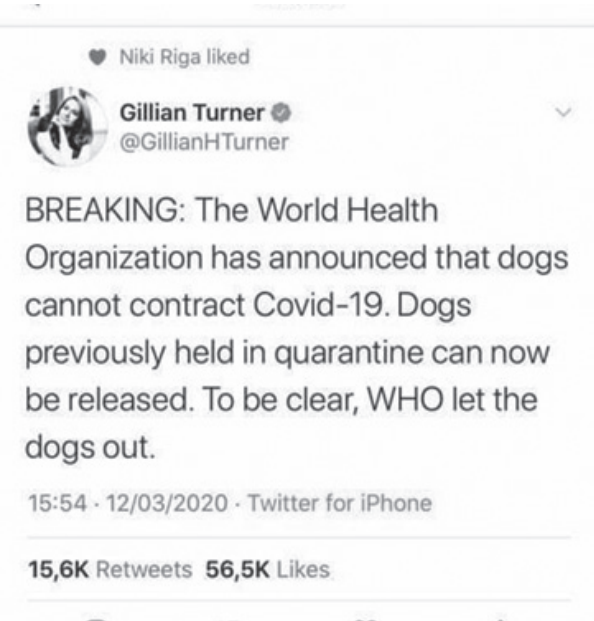 Niki Riga liked
Gillian Turner
@GillianHTurner
BREAKING: The World Health
Organization has announced that dogs
cannot contract Covid-19. Dogs
previously held in quarantine can now
be released. To be clear, WHO let the
dogs out.
15:54 · 12/03/2020 · Twitter for iPhone
15,6K Retweets 56,5K Likes